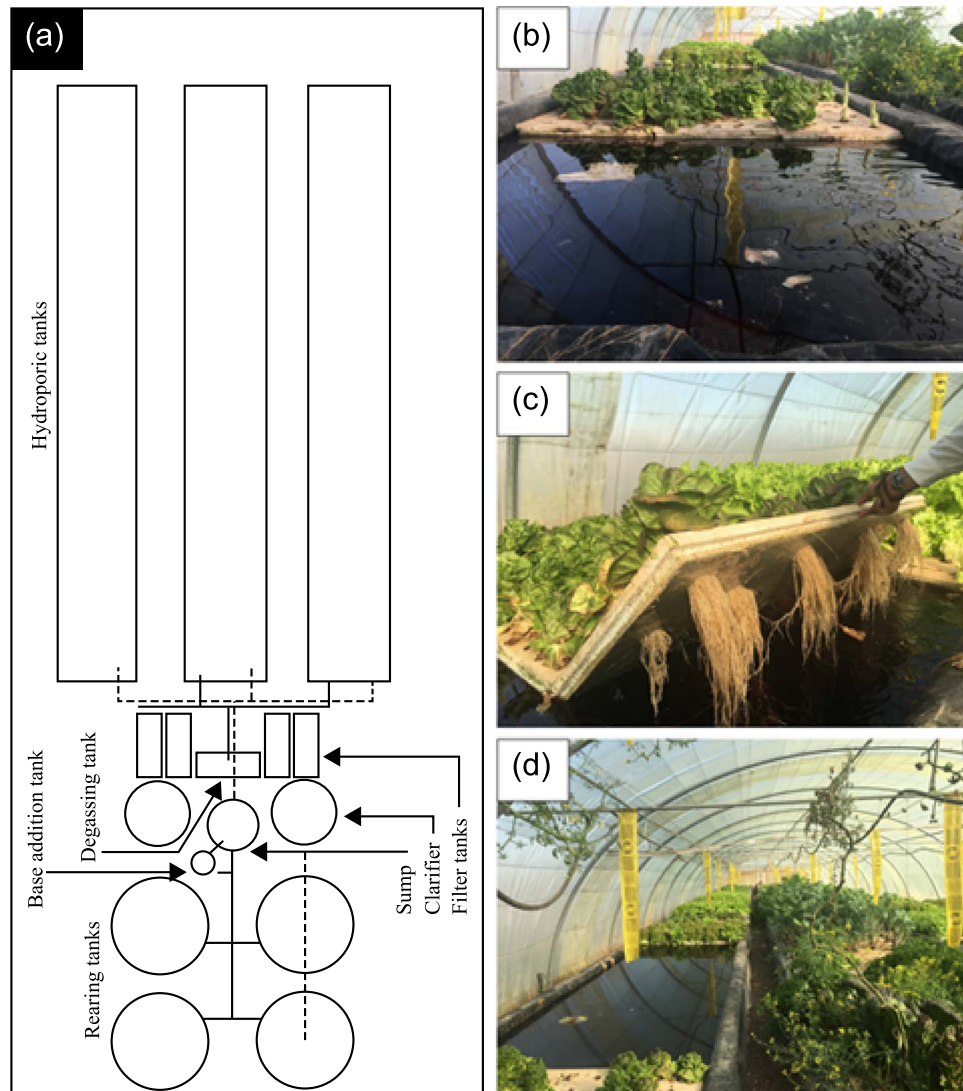 (a)
Hydroporic tanks
Base addition tank
Degassing tank
Sump
Clarifier
Filter tanks
Rearing tanks
(b)
(c)
(d)